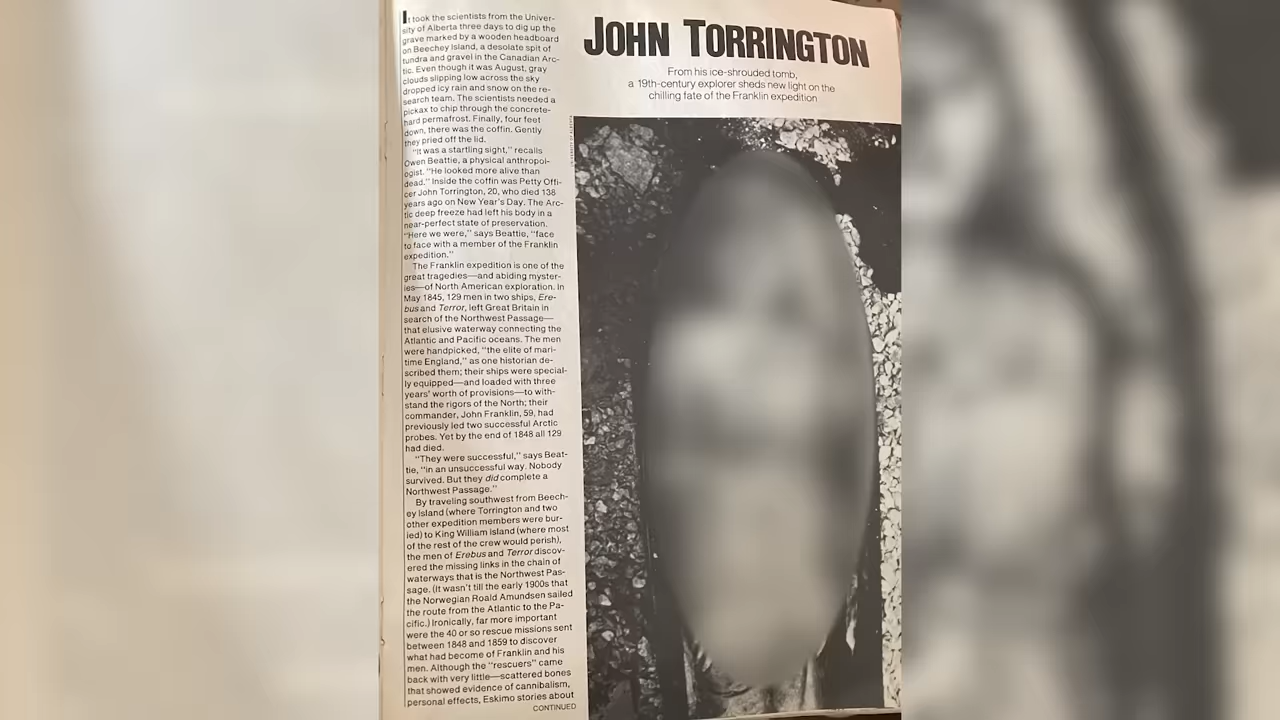 It took the scientists from the Univer-
sity of Alberta three days to dig up the
grave marked by a wooden headboard
on Beechey Island, a desolate spit of
tundra and gravel in the Canadian Arc-
tic. Even though it was August, gray
clouds slipping low across the sky
dropped icy rain and snow on the re-
search team. The scientists needed a
pickax to chip through the concrete-
hard permafrost. Finally, four feet
down, there was the coffin. Gently
they pried off the lid.
"It was a startling sight," recalls
Owen Beattie, a physical anthropol-
ogist. "He looked more alive than
dead." Inside the coffin was Petty Offi-
cer John Torrington, 20, who died 138
years ago on New Year's Day. The Arc-
tic deep freeze had left his body in a
near-perfect state of preservation.
"Here we were," says Beattie, "face
to face with a member of the Franklin
expedition."
The Franklin expedition is one of the
great tragedies—and abiding myster-
ies—of North American exploration. In
May 1845, 129 men in two ships, Ere-
bus and Terror, left Great Britain in
search of the Northwest Passage—
that elusive waterway connecting the
Atlantic and Pacific oceans. The men
were handpicked, "the elite of mari-
time England," as one historian de-
scribed them; their ships were special-
ly equipped—and loaded with three
years' worth of provisions—to with-
stand the rigors of the North; their
commander, John Franklin, 59, had
previously led two successful Arctic
probes. Yet by the end of 1848 all 129
had died.
"They were successful," says Beat-
tie, "in an unsuccessful way. Nobody
survived. But they did complete a
Northwest Passage."
By traveling southwest from Beech-
ey Island (where Torrington and two
other expedition members were bur-
ied) to King William Island (where most
of the rest of the crew would perish),
the men of Erebus and Terror discov-
ered the missing links in the chain of
waterways that is the Northwest Pas-
sage. (It wasn't till the early 1900s that
the Norwegian Roald Amundsen sailed
the route from the Atlantic to the Pa-
cific.) Ironically, far more important
were the 40 or so rescue missions sent
between 1848 and 1859 to discover
what had become of Franklin and his
men. Although the "rescuers" came
back with very little—scattered bones
that showed evidence of cannibalism,
personal effects, Eskimo stories about
CONTINUED
JOHN TORRINGTON
From his ice-shrouded tomb,
a 19th-century explorer sheds new light on the
chilling fate of the Franklin expedition
UNIVERSITY OF ALBERTA